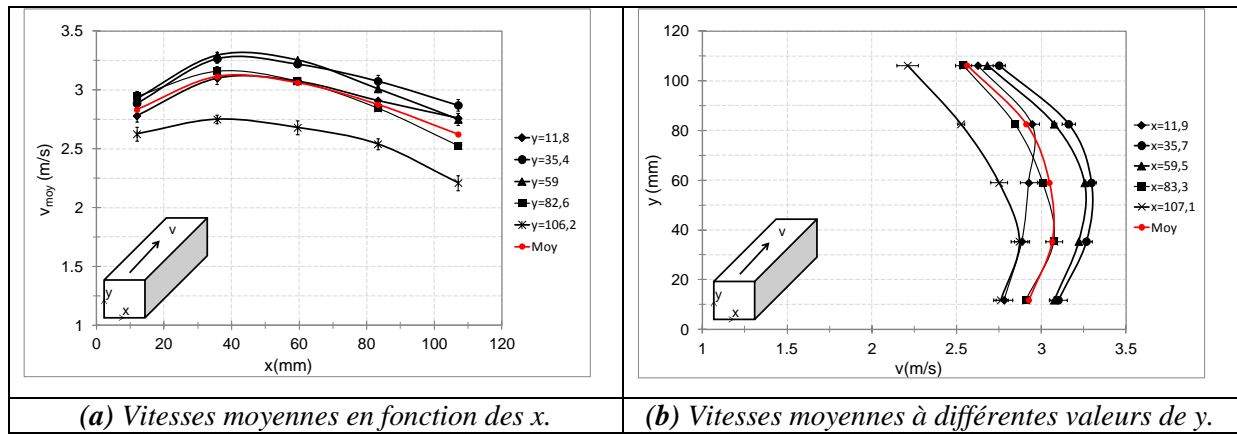 3.5
3
2.5
2
1.5
1
v_moy (m/s)
0 20 40 60 80 100 120
x(mm)
y=11,8
y=35,4
y=59
y=82,6
y=106,2
Moy
v
y
x
120
100
80
60
40
20
0
y (mm)
1 1.5 2 2.5 3 3.5
v(m/s)
x=11,9
x=35,7
x=59,5
x=83,3
x=107,1
Moy
v
y
x
(a) Vitesses moyennes en fonction des x.
(b) Vitesses moyennes à différentes valeurs de y.